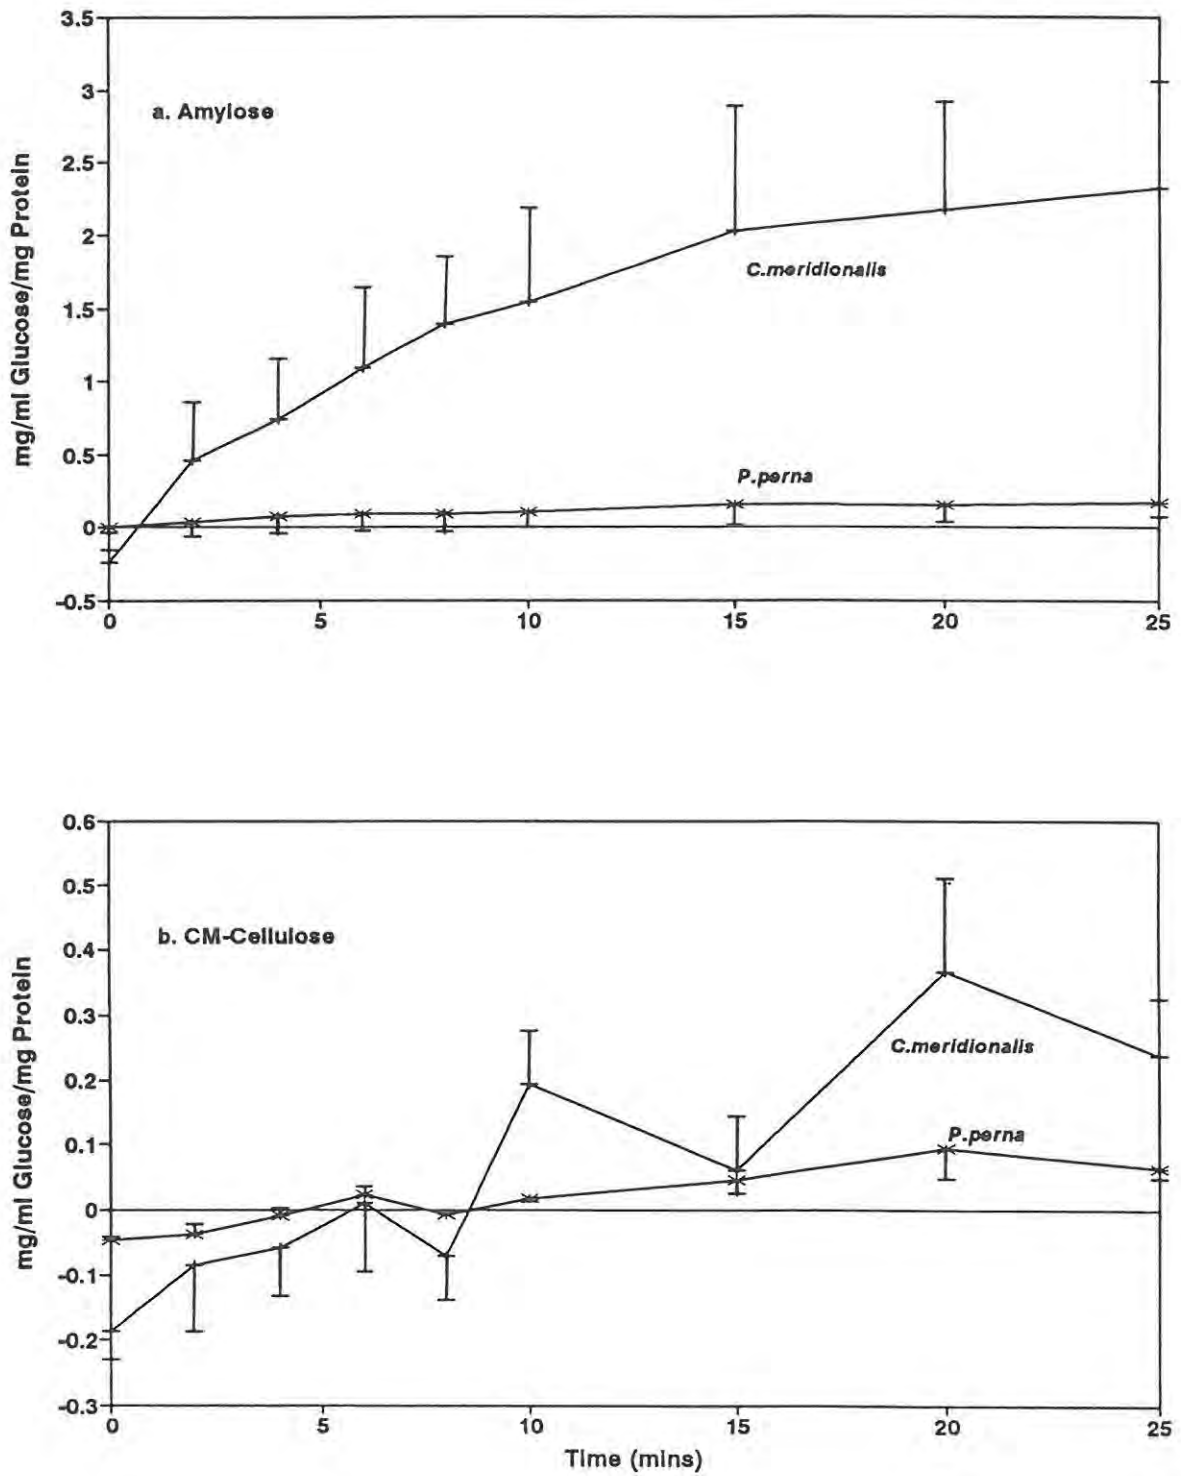 3.5
3
2.5
2
1.5
1
0.5
0
-0.5
mg/ml Glucose/mg Protein
a. Amylose
C.meridionalis
P.perna
0 5 10 15 20 25
0.6
0.5
0.4
0.3
0.2
0.1
0
-0.1
-0.2
-0.3
mg/ml Glucose/mg Protein
b. CM-Cellulose
C.meridionalis
P.perna
0 5 10 15 20 25
Time (mins)